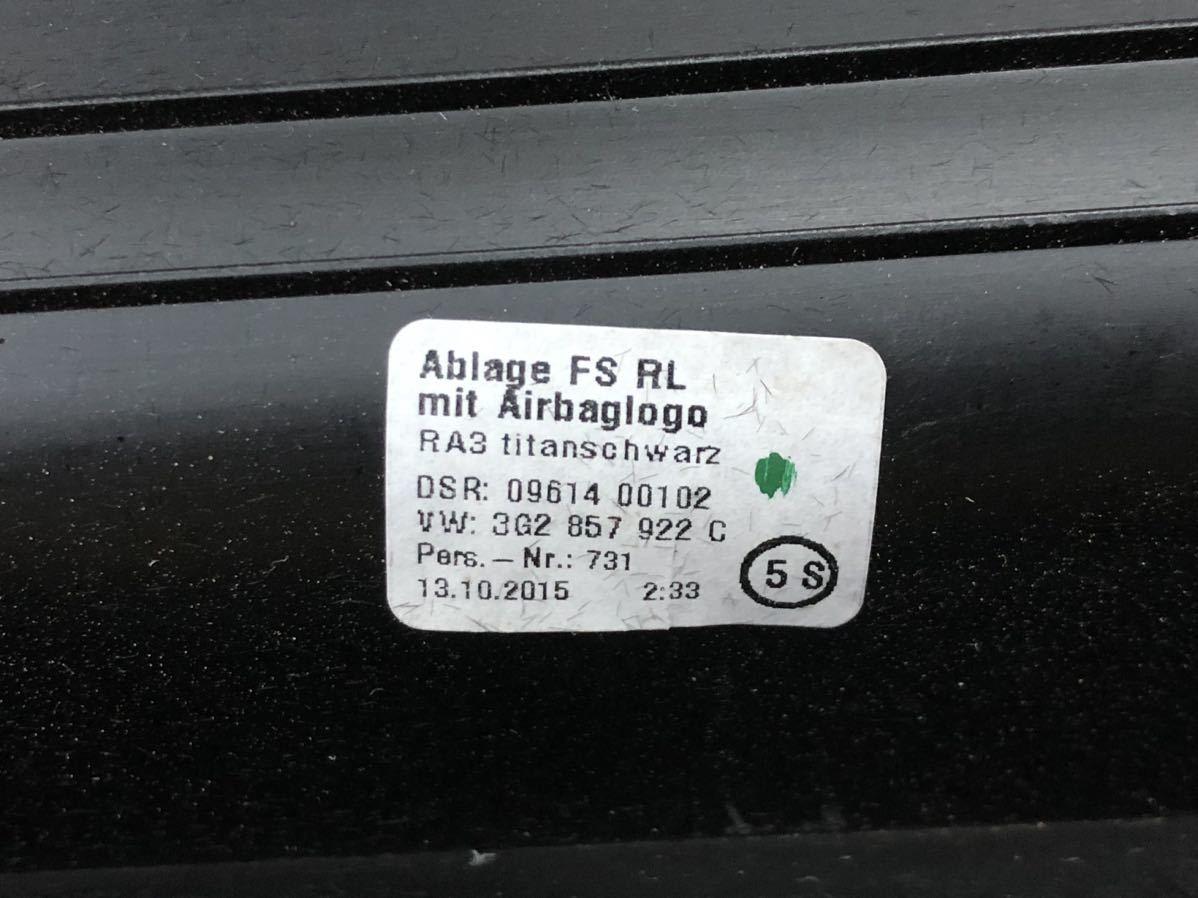 Ablage FS RL
mit Airbaglogo
RA3 titanschwarz
DSR: 09614 00102
VW: 3G2 857 922 C
Pers.-Nr.: 731
13.10.2015 2:33
5 S